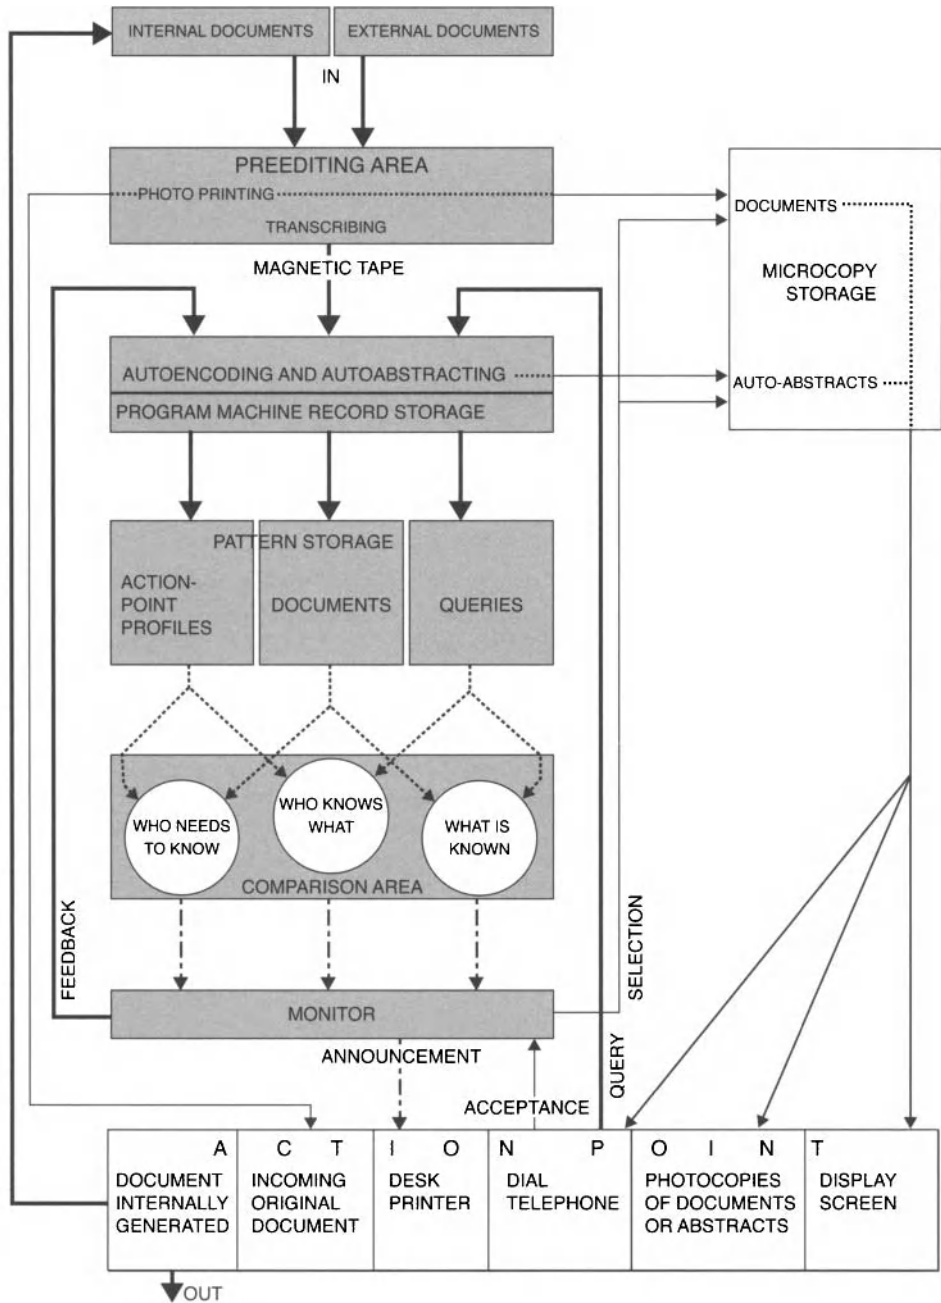 INTERNAL DOCUMENTS
EXTERNAL DOCUMENTS
IN
PREEDITING AREA
PHOTO PRINTING
TRANSCRIBING
MAGNETIC TAPE
DOCUMENTS
MICROCOPY
STORAGE
AUTO-ABSTRACTS
AUTOENCODING AND AUTOABSTRACTING
PROGRAM MACHINE RECORD STORAGE
PATTERN STORAGE
ACTION-
POINT
PROFILES
DOCUMENTS
QUERIES
WHO NEEDS
TO KNOW
WHO KNOWS
WHAT
WHAT IS
KNOWN
COMPARISON AREA
FEEDBACK
SELECTION
MONITOR
ANNOUNCEMENT
QUERY
ACCEPTANCE
A C T I O N P O I N T
DOCUMENT
INTERNALLY
GENERATED
INCOMING
ORIGINAL
DOCUMENT
DESK
PRINTER
DIAL
TELEPHONE
PHOTOCOPIES
OF DOCUMENTS
OR ABSTRACTS
DISPLAY
SCREEN
OUT